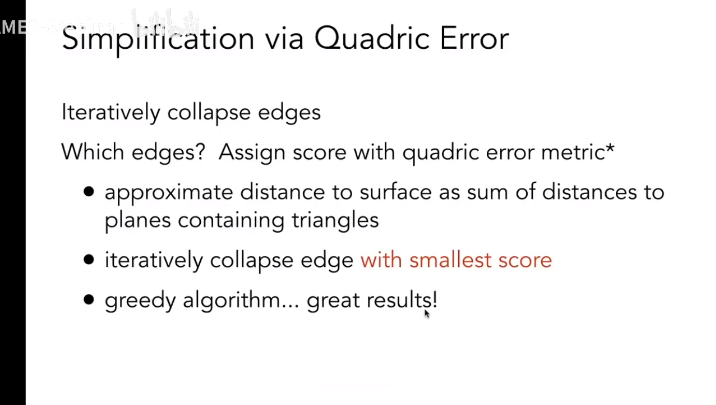 Simplification via Quadric Error
Iteratively collapse edges
Which edges? Assign score with quadric error metric*
• approximate distance to surface as sum of distances to
planes containing triangles
• iteratively collapse edge with smallest score
• greedy algorithm... great results!